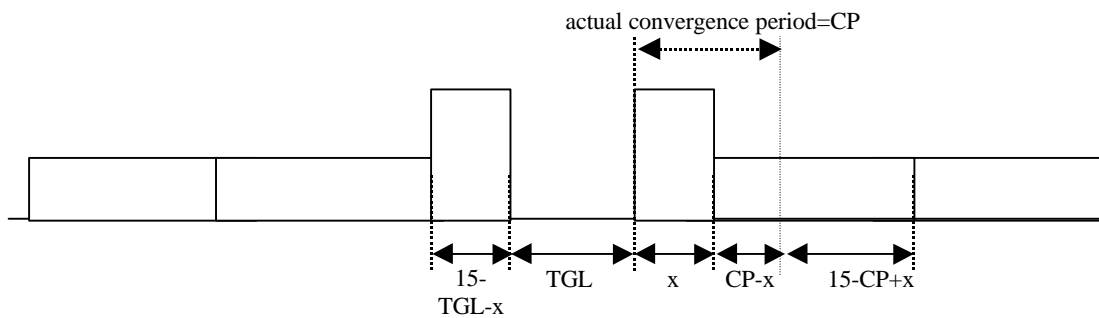 actual convergence period=CP
15-
TGL-x
TGL
x
CP-x
15-CP+x